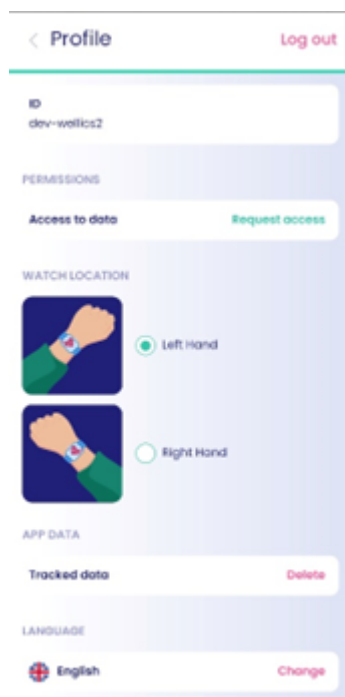 Profile
Log out
ID
dev-wellics2
PERMISSIONS
Access to data
Request access
WATCH LOCATION
Left Hand
Right Hand
APP DATA
Tracked data
Delete
LANGUAGE
English
Change